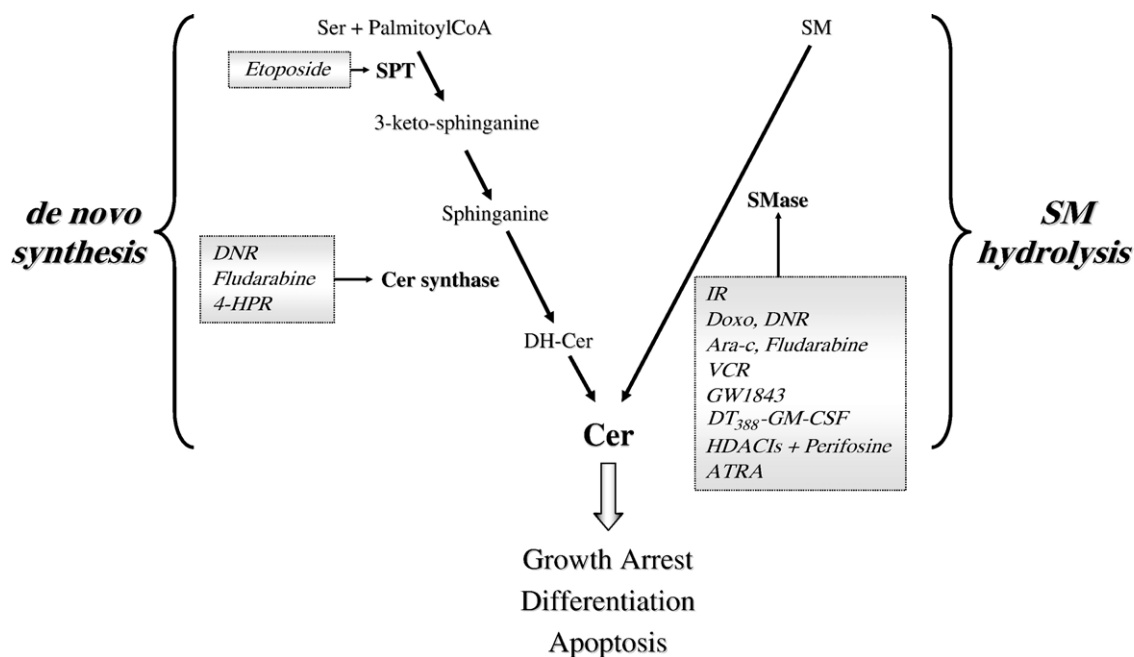 Ser + PalmitoylCoA
SM
Etoposide
SPT
3-keto-sphinganine
de novo
synthesis
Sphinganine
SMase
SM
hydrolysis
DNR
Fludarabine
4-HPR
Cer synthase
DH-Cer
IR
Doxo, DNR
Ara-c, Fludarabine
VCR
GW1843
DT388-GM-CSF
HDACIs + Perifosine
ATRA
Cer
Growth Arrest
Differentiation
Apoptosis